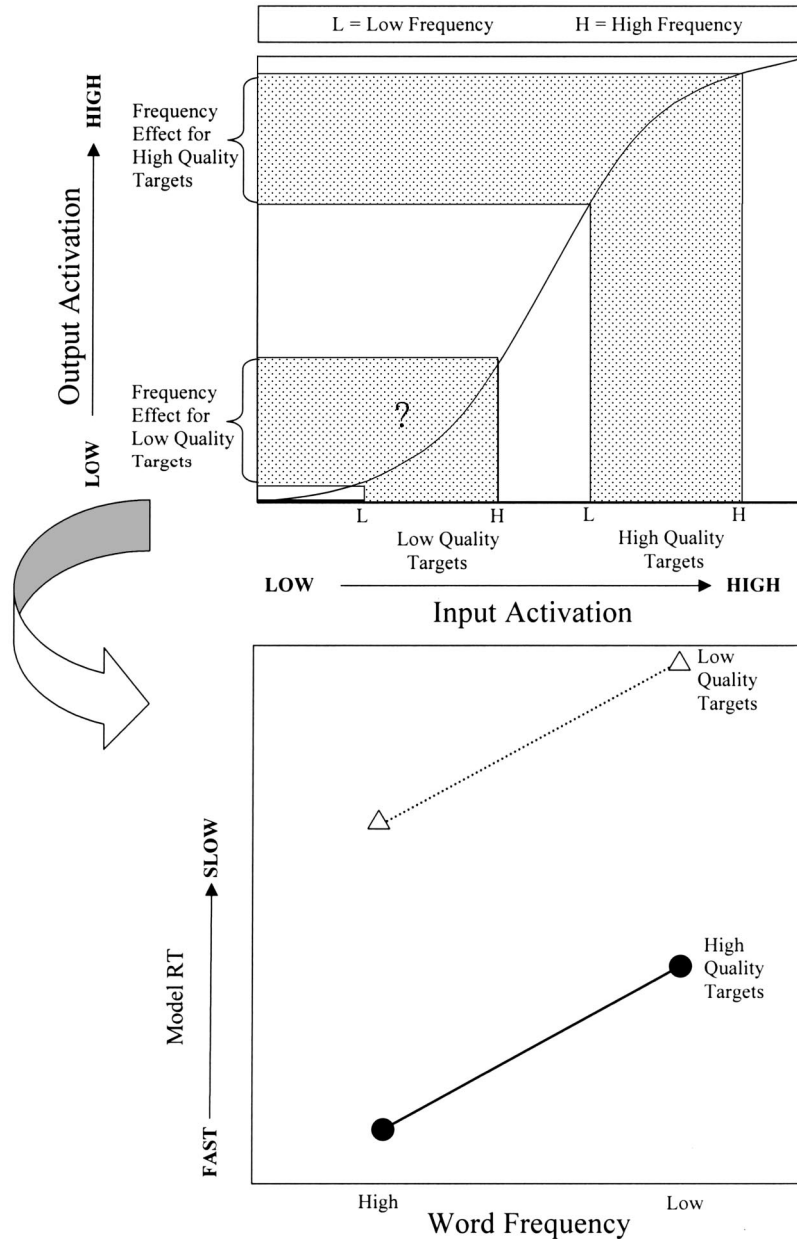 L = Low Frequency H = High Frequency
HIGH
Output Activation
LOW
Frequency
Effect for
High Quality
Targets
Frequency
Effect for
Low Quality
Targets
?
L H L H
Low Quality
Targets
High Quality
Targets
LOW HIGH
Input Activation
SLOW
Model RT
FAST
Low
Quality
Targets
High
Quality
Targets
High Low
Word Frequency